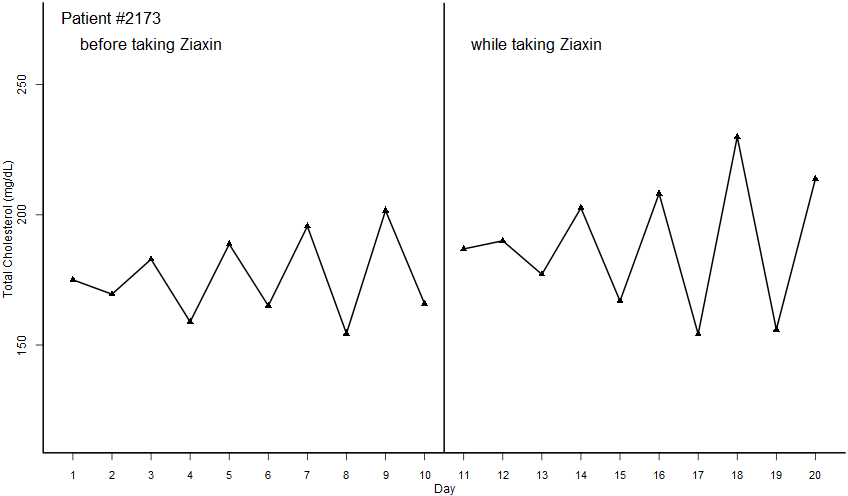 Patient #2173
before taking Ziaxin
while taking Ziaxin
Total Cholesterol (mg/dL)
250
200
150
1 2 3 4 5 6 7 8 9 10 11 12 13 14 15 16 17 18 19 20
Day